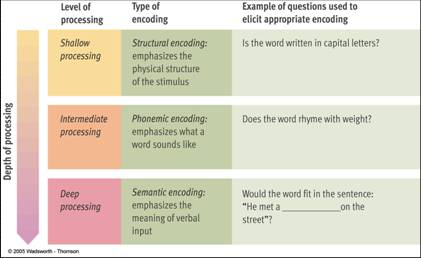 Level of processing
Type of encoding
Example of questions used to elicit appropriate encoding
Depth of processing
Shallow processing
Structural encoding:
emphasizes the
physical structure
of the stimulus
Is the word written in capital letters?
Intermediate processing
Phonemic encoding:
emphasizes what a
word sounds like
Does the word rhyme with weight?
Deep processing
Semantic encoding:
emphasizes the
meaning of verbal
input
Would the word fit in the sentence:
“He met a ____________on the
street”?
© 2005 Wadsworth - Thomson